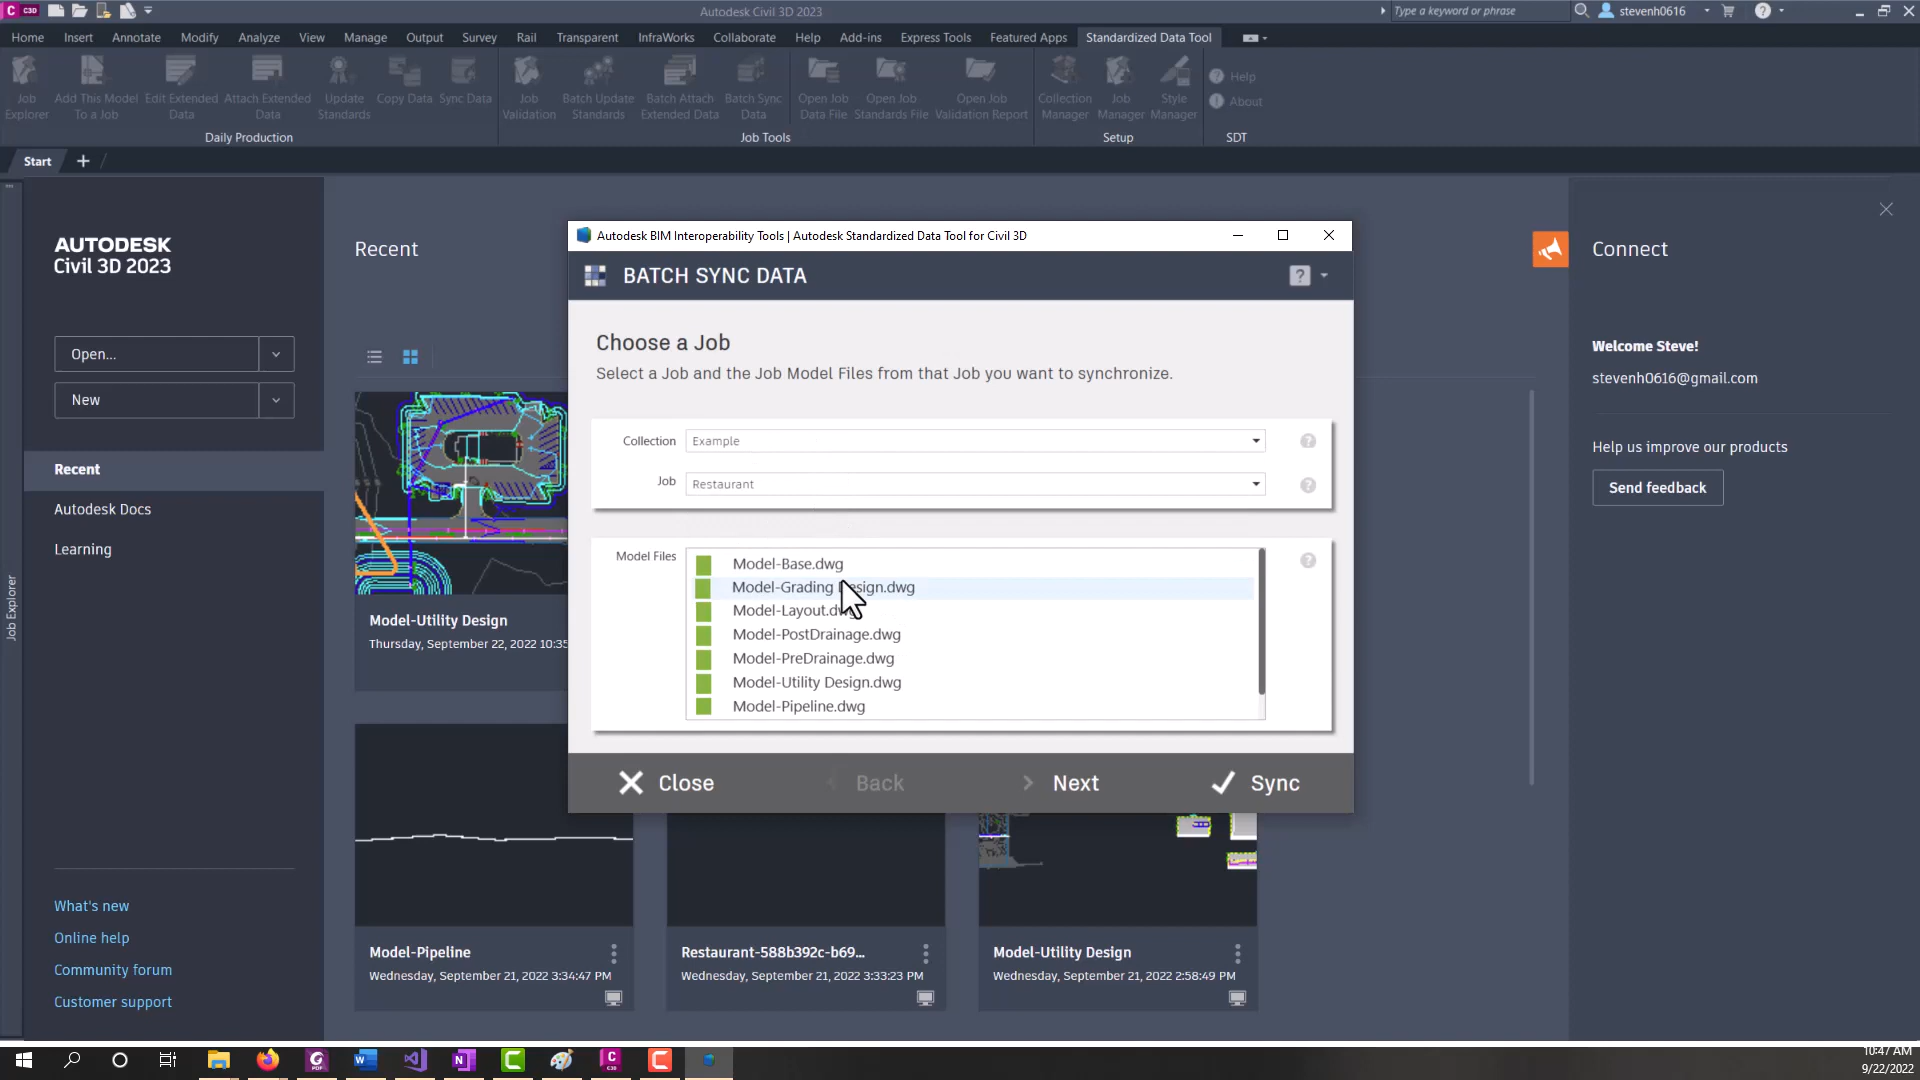 C C3D
Autodesk Civil 3D 2023
Type a keyword or phrase
stevenh0616
Home Insert Annotate Modify Analyze View Manage Output Survey Rail Transparent InfraWorks Collaborate Help Add-ins Express Tools Featured Apps Standardized Data Tool
Job Explorer
Add This Model To a Job
Edit Extended Data
Attach Extended Data
Update Standards
Copy Data
Sync Data
Job Validation
Batch Update Standards
Batch Attach Extended Data
Batch Sync Data
Open Job Data File
Open Job Standards File
Open Job Validation Report
Collection Manager
Job Manager
Style Manager
Help
About
Daily Production
Job Tools
Setup
SDT
Start
Job Explorer
AUTODESK
Civil 3D 2023
Open...
New
Recent
Autodesk Docs
Learning
What's new
Online help
Community forum
Customer support
Recent
Model-Utility Design
Thursday, September 22, 2022 10:35
Model-Pipeline
Wednesday, September 21, 2022 3:34:47 PM
Restaurant-588b392c-b69...
Wednesday, September 21, 2022 3:33:23 PM
Model-Utility Design
Wednesday, September 21, 2022 2:58:49 PM
Autodesk BIM Interoperability Tools | Autodesk Standardized Data Tool for Civil 3D
BATCH SYNC DATA
Choose a Job
Select a Job and the Job Model Files from that Job you want to synchronize.
Collection Example
Job Restaurant
Model Files
Model-Base.dwg
Model-Grading Design.dwg
Model-Layout.dwg
Model-PostDrainage.dwg
Model-PreDrainage.dwg
Model-Utility Design.dwg
Model-Pipeline.dwg
Close Back Next Sync
Connect
Welcome Steve!
stevenh0616@gmail.com
Help us improve our products
Send feedback
10:47 AM
9/22/2022